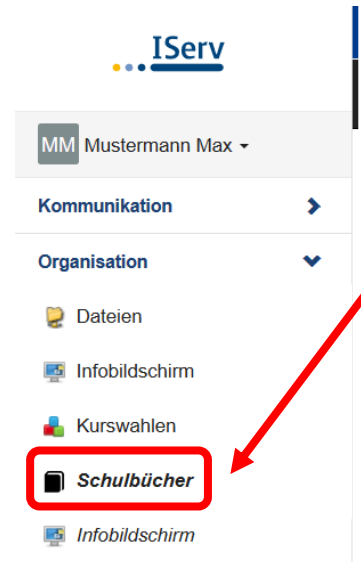 IServ
MM Mustermann Max
Kommunikation
Organisation
Dateien
Infobildschirm
Kurswahlen
Schulbücher
Infobildschirm